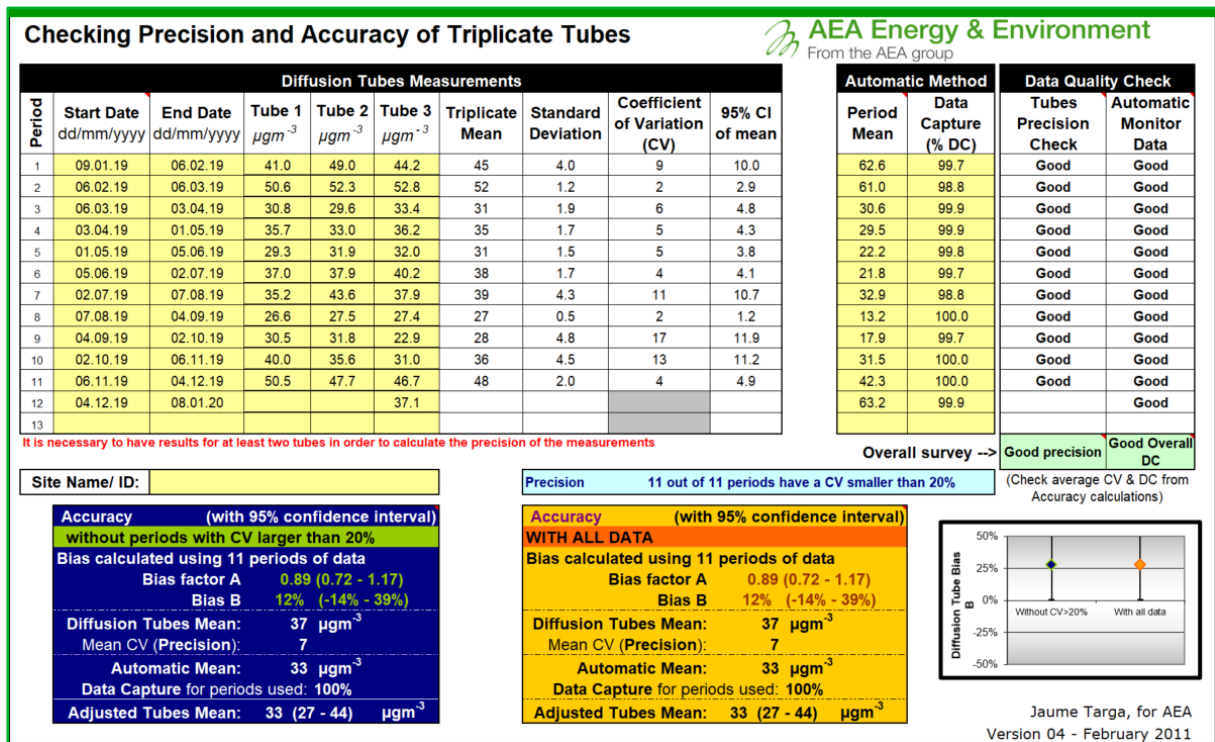 Checking Precision and Accuracy of Triplicate Tubes
AEA Energy & Environment
From the AEA group
Diffusion Tubes Measurements
Period Start Date dd/mm/yyyy End Date dd/mm/yyyy Tube 1 µgm-3 Tube 2 µgm-3 Tube 3 µgm-3 Triplicate Mean Standard Deviation Coefficient of Variation (CV) 95% CI of mean
1 09.01.19 06.02.19 41.0 49.0 44.2 45 4.0 9 10.0
2 06.02.19 06.03.19 50.6 52.3 52.8 52 1.2 2 2.9
3 06.03.19 03.04.19 30.8 29.6 33.4 31 1.9 6 4.8
4 03.04.19 01.05.19 35.7 33.0 36.2 35 1.7 5 4.3
5 01.05.19 05.06.19 29.3 31.9 32.0 31 1.5 5 3.8
6 05.06.19 02.07.19 37.0 37.9 40.2 38 1.7 4 4.1
7 02.07.19 07.08.19 35.2 43.6 37.9 39 4.3 11 10.7
8 07.08.19 04.09.19 26.6 27.5 27.4 27 0.5 2 1.2
9 04.09.19 02.10.19 30.5 31.8 22.9 28 4.8 17 11.9
10 02.10.19 06.11.19 40.0 35.6 31.0 36 4.5 13 11.2
11 06.11.19 04.12.19 50.5 47.7 46.7 48 2.0 4 4.9
12 04.12.19 08.01.20 37.1
13
It is necessary to have results for at least two tubes in order to calculate the precision of the measurements
Automatic Method
Period Mean Data Capture (% DC)
62.6 99.7
61.0 98.8
30.6 99.9
29.5 99.9
22.2 99.8
21.8 99.7
32.9 98.8
13.2 100.0
17.9 99.7
31.5 100.0
42.3 100.0
63.2 99.9
Data Quality Check
Tubes Precision Check Automatic Monitor Data
Good Good
Good Good
Good Good
Good Good
Good Good
Good Good
Good Good
Good Good
Good Good
Good Good
Good Good
Good
Overall survey --> Good precision Good Overall DC
(Check average CV & DC from
Accuracy calculations)
Site Name/ ID:
Precision 11 out of 11 periods have a CV smaller than 20%
Accuracy (with 95% confidence interval)
without periods with CV larger than 20%
Bias calculated using 11 periods of data
Bias factor A 0.89 (0.72 - 1.17)
Bias B 12% (-14% - 39%)
Diffusion Tubes Mean: 37 µgm-3
Mean CV (Precision): 7
Automatic Mean: 33 µgm-3
Data Capture for periods used: 100%
Adjusted Tubes Mean: 33 (27 - 44) µgm-3
Accuracy (with 95% confidence interval)
WITH ALL DATA
Bias calculated using 11 periods of data
Bias factor A 0.89 (0.72 - 1.17)
Bias B 12% (-14% - 39%)
Diffusion Tubes Mean: 37 µgm-3
Mean CV (Precision): 7
Automatic Mean: 33 µgm-3
Data Capture for periods used: 100%
Adjusted Tubes Mean: 33 (27 - 44) µgm-3
Diffusion Tube Bias B
50%
25%
0%
-25%
-50%
Without CV>20% With all data
Jaume Targa, for AEA
Version 04 - February 2011